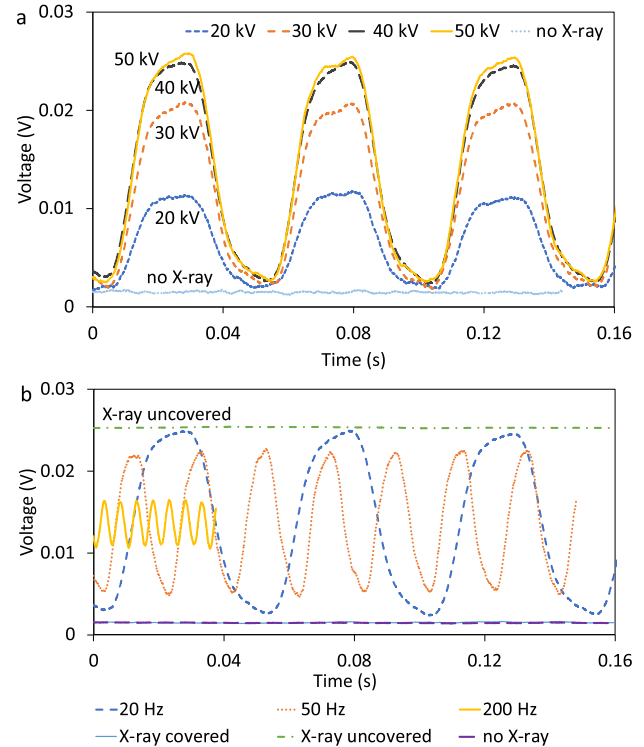 a
0.03
20 kV 30 kV 40 kV 50 kV no X-ray
50 kV
40 kV
0.02
30 kV
Voltage (V)
0.01
20 kV
no X-ray
0
0 0.04 0.08 0.12 0.16
Time (s)
b
0.03
X-ray uncovered
0.02
Voltage (V)
0.01
0
0 0.04 0.08 0.12 0.16
Time (s)
20 Hz 50 Hz 200 Hz
X-ray covered X-ray uncovered no X-ray